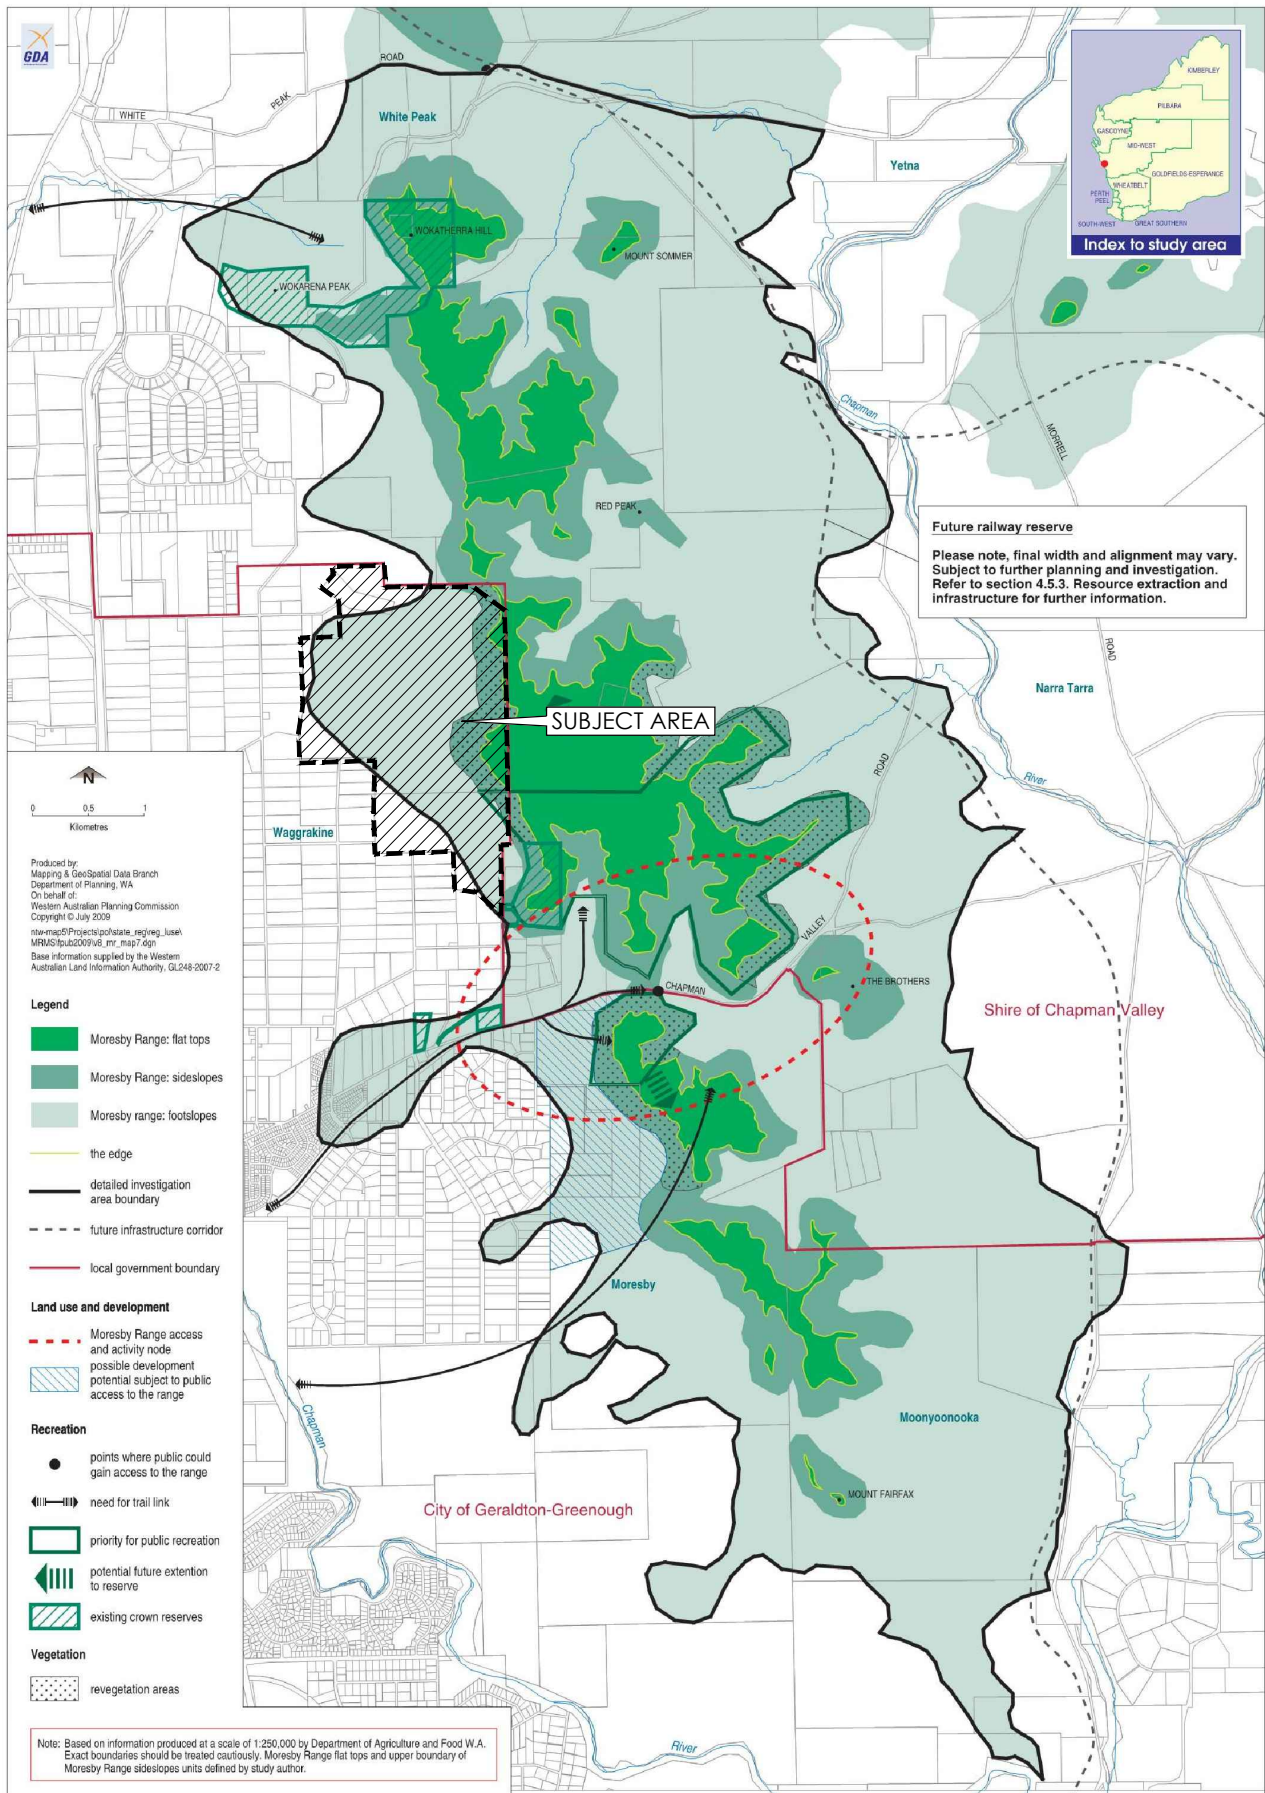 GDA
ROAD
PEAK
WHITE
White Peak
Yetna
KIMBERLEY
PILBARA
GASCOYNE
MID-WEST
GOLDFIELDS-ESPERANCE
WHEATBELT
PERTH
PEEL
SOUTH-WEST
GREAT SOUTHERN
Index to study area
WOKATHERRA HILL
MOUNT SOMMER
WOKARENA PEAK
Chapman
MORRELL
RED PEAK
Future railway reserve
Please note, final width and alignment may vary.
Subject to further planning and investigation.
Refer to section 4.5.3. Resource extraction and
infrastructure for further information.
ROAD
Narra Tarra
SUBJECT AREA
ROAD
River
N
0 0.5 1
Kilometres
Waggrakine
Produced by:
Mapping & GeoSpatial Data Branch
Department of Planning, WA
On behalf of:
Western Australian Planning Commission
Copyright © July 2009
ntw-map5\Projects\pol\state_reg\reg_luse\
MRMS\fpub2009\v8_mr_map7.dgn
Base information supplied by the Western
Australian Land Information Authority, GL248-2007-2
VALLEY
CHAPMAN
THE BROTHERS
Shire of Chapman Valley
Legend
Moresby Range: flat tops
Moresby Range: sideslopes
Moresby range: footslopes
the edge
detailed investigation
area boundary
future infrastructure corridor
local government boundary
Land use and development
Moresby Range access
and activity node
possible development
potential subject to public
access to the range
Recreation
points where public could
gain access to the range
need for trail link
priority for public recreation
potential future extention
to reserve
existing crown reserves
Vegetation
revegetation areas
Moresby
Chapman
Moonyoonooka
MOUNT FAIRFAX
City of Geraldton-Greenough
River
Note: Based on information produced at a scale of 1:250,000 by Department of Agriculture and Food W.A.
Exact boundaries should be treated cautiously. Moresby Range flat tops and upper boundary of
Moresby Range sideslopes units defined by study author.